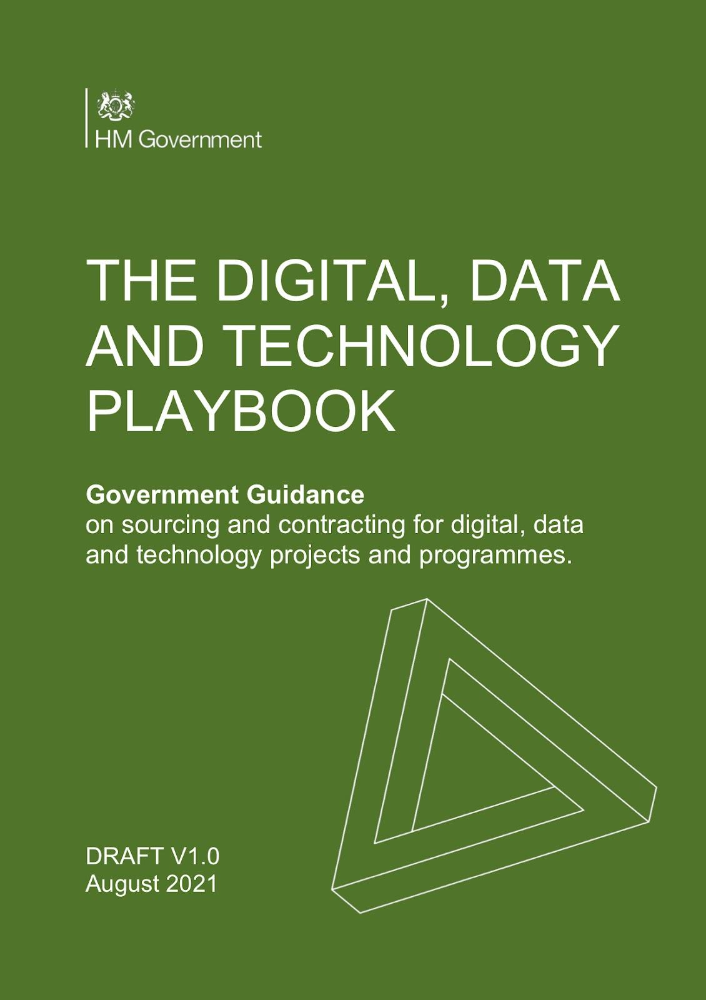 HM Government
THE DIGITAL, DATA
AND TECHNOLOGY
PLAYBOOK
Government Guidance
on sourcing and contracting for digital, data
and technology projects and programmes.
DRAFT V1.0
August 2021